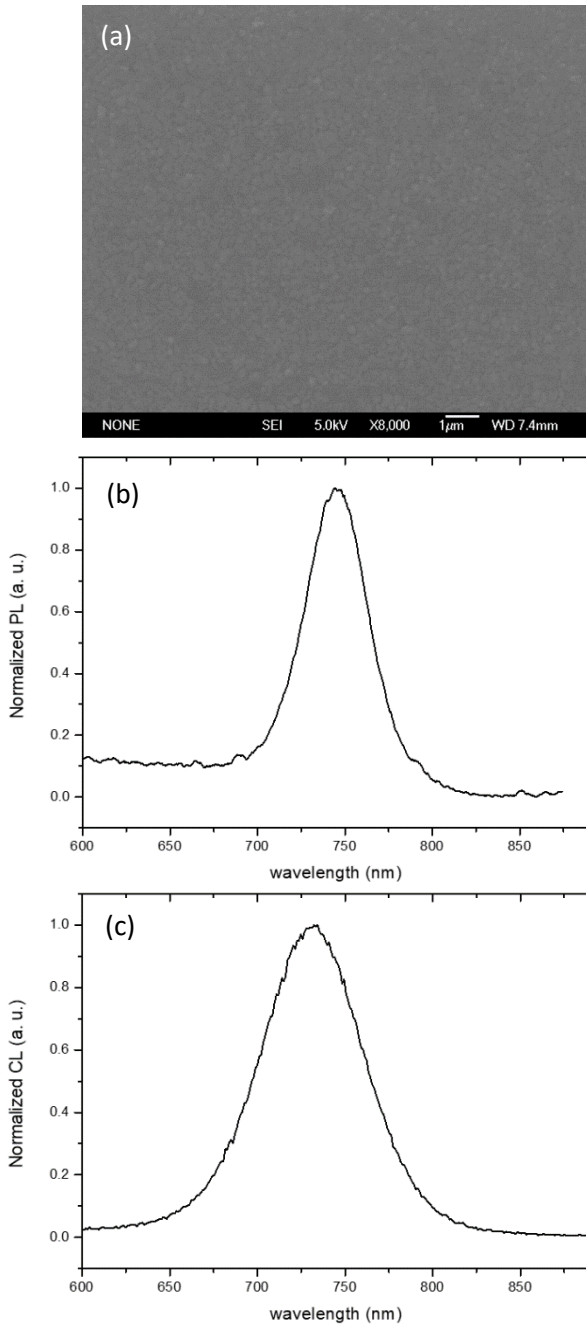 (a)
NONE SEI 5.0kV X8,000 1μm WD 7.4mm
(b)
Normalized PL (a. u.)
1.0
0.8
0.6
0.4
0.2
0.0
600 650 700 750 800 850
wavelength (nm)
(c)
Normalized CL (a. u.)
1.0
0.8
0.6
0.4
0.2
0.0
600 650 700 750 800 850
wavelength (nm)